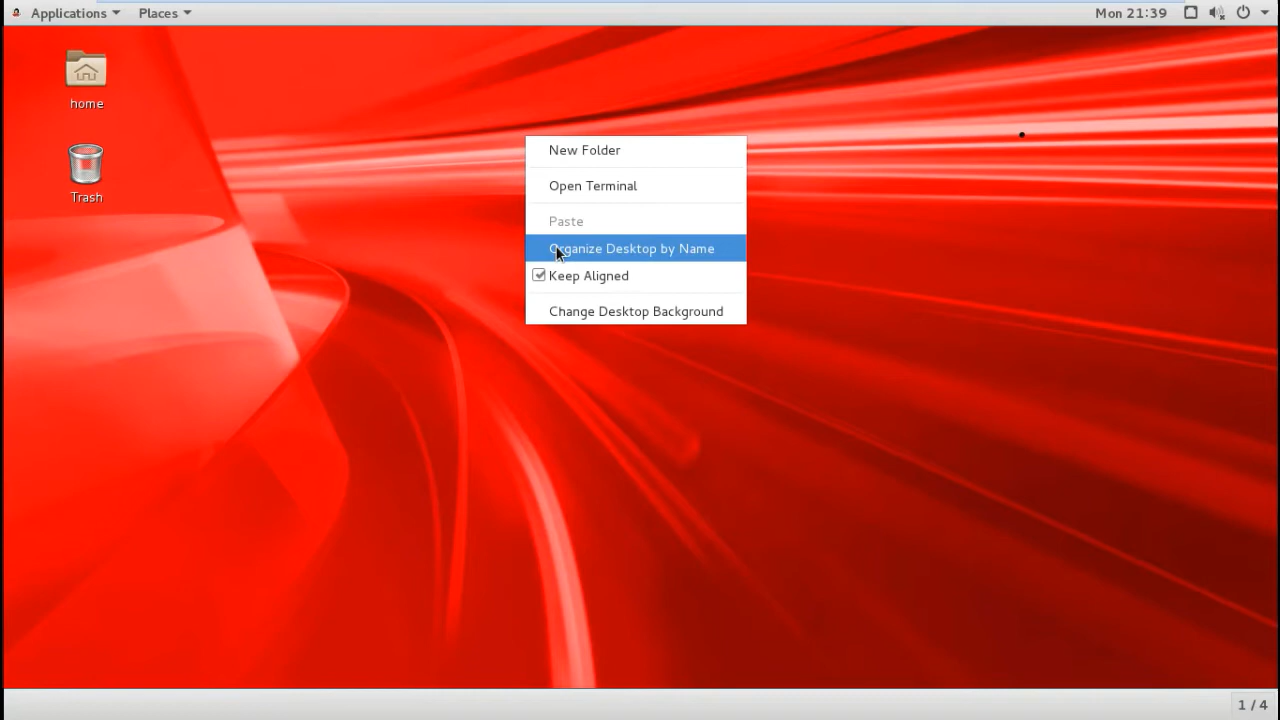 Applications Places Mon 21:39
home
Trash
New Folder
Open Terminal
Paste
Organize Desktop by Name
Keep Aligned
Change Desktop Background
1 / 4